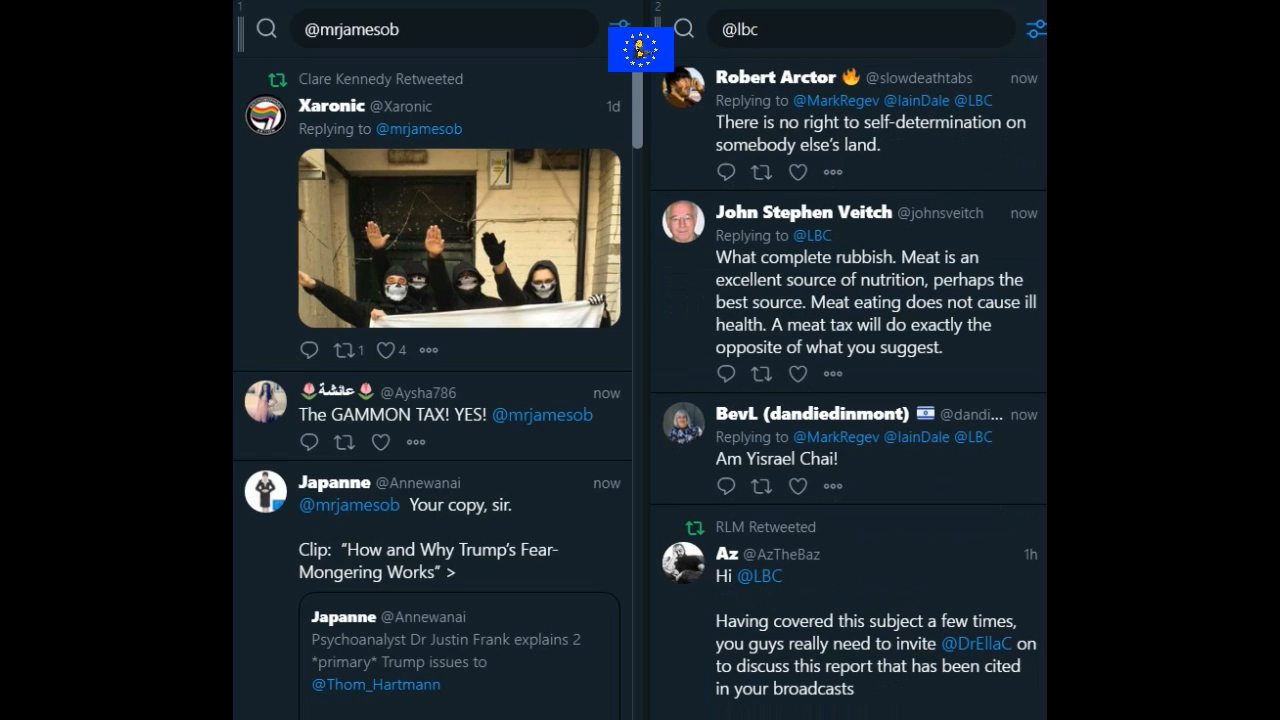 1
@mrjamesob
Clare Kennedy Retweeted
Xaronic @Xaronic 1d
Replying to @mrjamesob
1 4
عائشة @Aysha786 now
The GAMMON TAX! YES! @mrjamesob
Japanne @Annewanai now
@mrjamesob Your copy, sir.
Clip: “How and Why Trump’s Fear-
Mongering Works” >
Japanne @Annewanai
Psychoanalyst Dr Justin Frank explains 2
*primary* Trump issues to
@Thom_Hartmann
2
@lbc
Robert Arctor @slowdeathtabs now
Replying to @MarkRegev @IainDale @LBC
There is no right to self-determination on
somebody else’s land.
John Stephen Veitch @johnsveitch now
Replying to @LBC
What complete rubbish. Meat is an
excellent source of nutrition, perhaps the
best source. Meat eating does not cause ill
health. A meat tax will do exactly the
opposite of what you suggest.
BevL (dandiedinmont) @dandi... now
Replying to @MarkRegev @IainDale @LBC
Am Yisrael Chai!
RLM Retweeted
Az @AzTheBaz 1h
Hi @LBC
Having covered this subject a few times,
you guys really need to invite @DrEllaC on
to discuss this report that has been cited
in your broadcasts